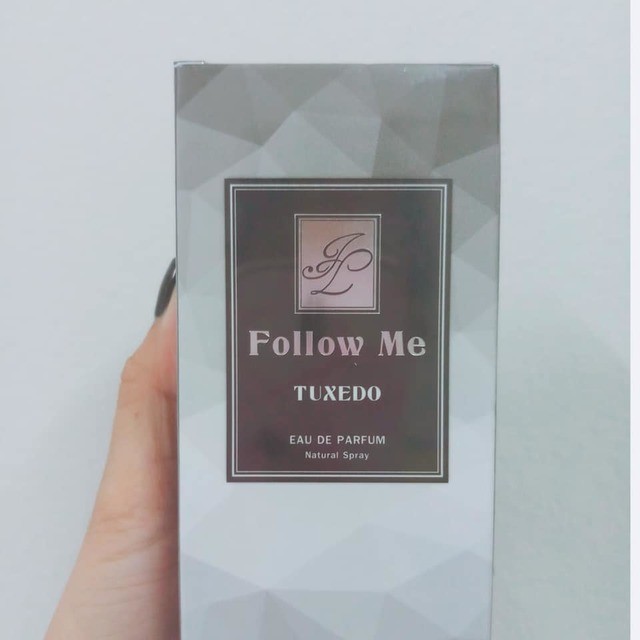 JL
Follow Me
TUXEDO
EAU DE PARFUM
Natural Spray